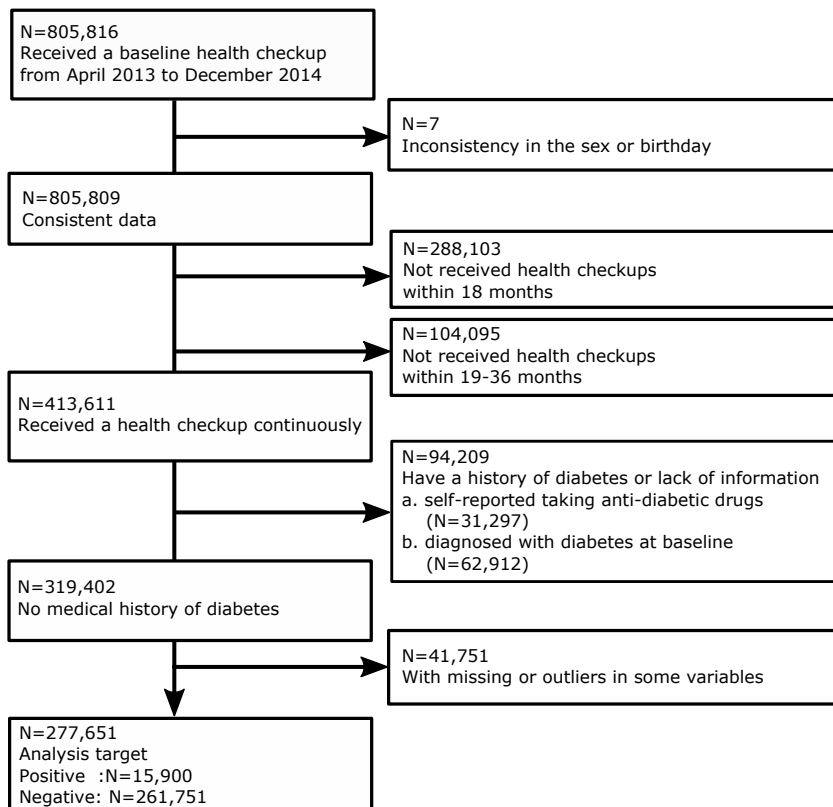 N=805,816
Received a baseline health checkup
from April 2013 to December 2014
N=7
Inconsistency in the sex or birthday
N=805,809
Consistent data
N=288,103
Not received health checkups
within 18 months
N=104,095
Not received health checkups
within 19-36 months
N=413,611
Received a health checkup continuously
N=94,209
Have a history of diabetes or lack of information
a. self-reported taking anti-diabetic drugs
(N=31,297)
b. diagnosed with diabetes at baseline
(N=62,912)
N=319,402
No medical history of diabetes
N=41,751
With missing or outliers in some variables
N=277,651
Analysis target
Positive :N=15,900
Negative: N=261,751